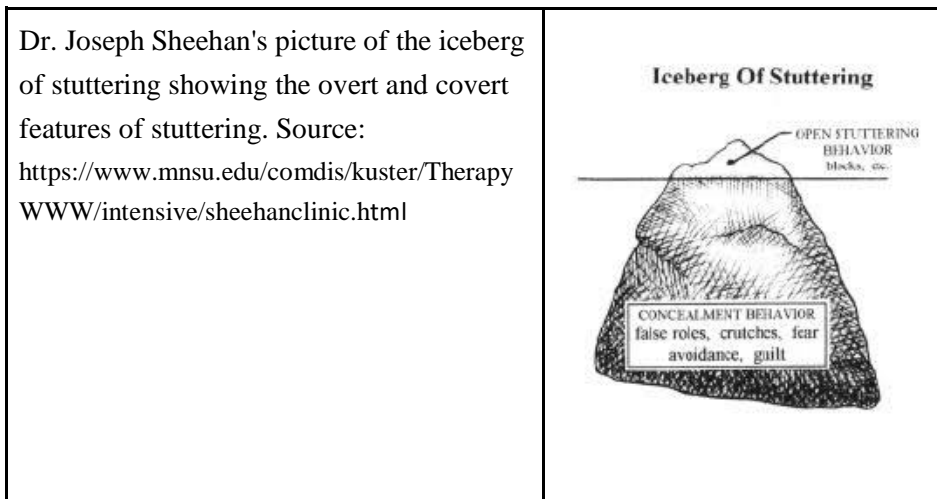 Dr. Joseph Sheehan's picture of the iceberg
of stuttering showing the overt and covert
features of stuttering. Source:
https://www.mnsu.edu/comdis/kuster/Therapy
WWW/intensive/sheehanclinic.html
Iceberg Of Stuttering
OPEN STUTTERING
BEHAVIOR
blocks, etc.
CONCEALMENT BEHAVIOR
false roles, crutches, fear
avoidance, guilt